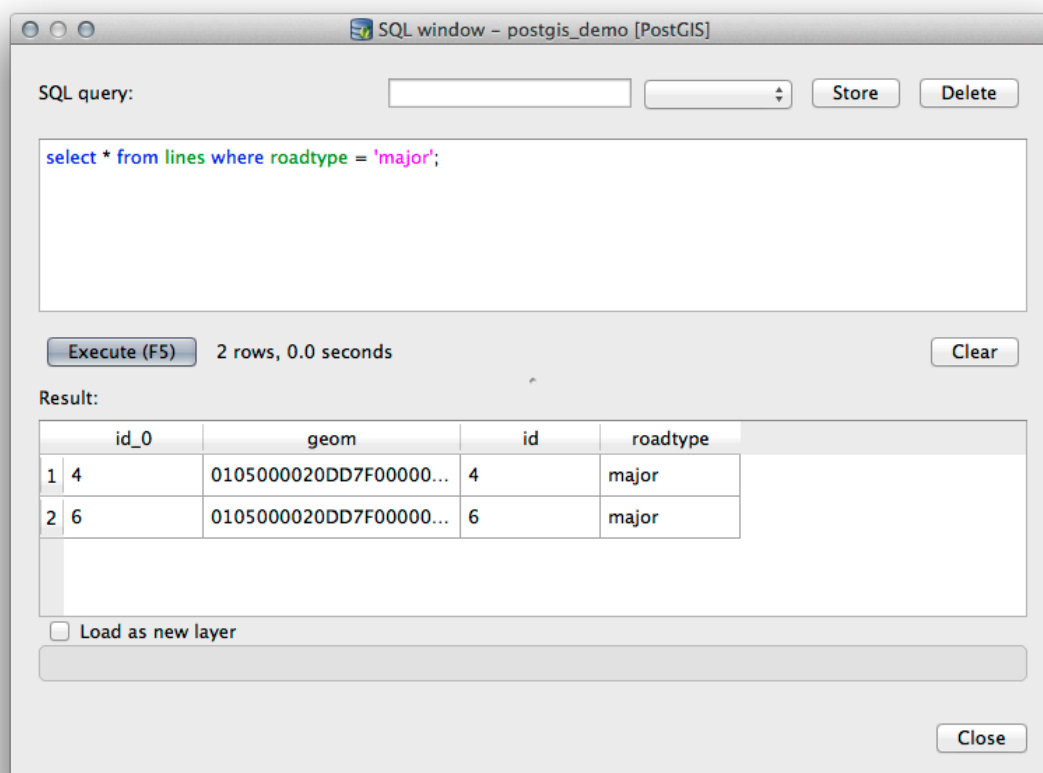 SQL window – postgis_demo [PostGIS]
SQL query:
Store
Delete
select * from lines where roadtype = 'major';
Execute (F5)
2 rows, 0.0 seconds
Clear
Result:
id_0 geom id roadtype
1 4 0105000020DD7F00000... 4 major
2 6 0105000020DD7F00000... 6 major
Load as new layer
Close